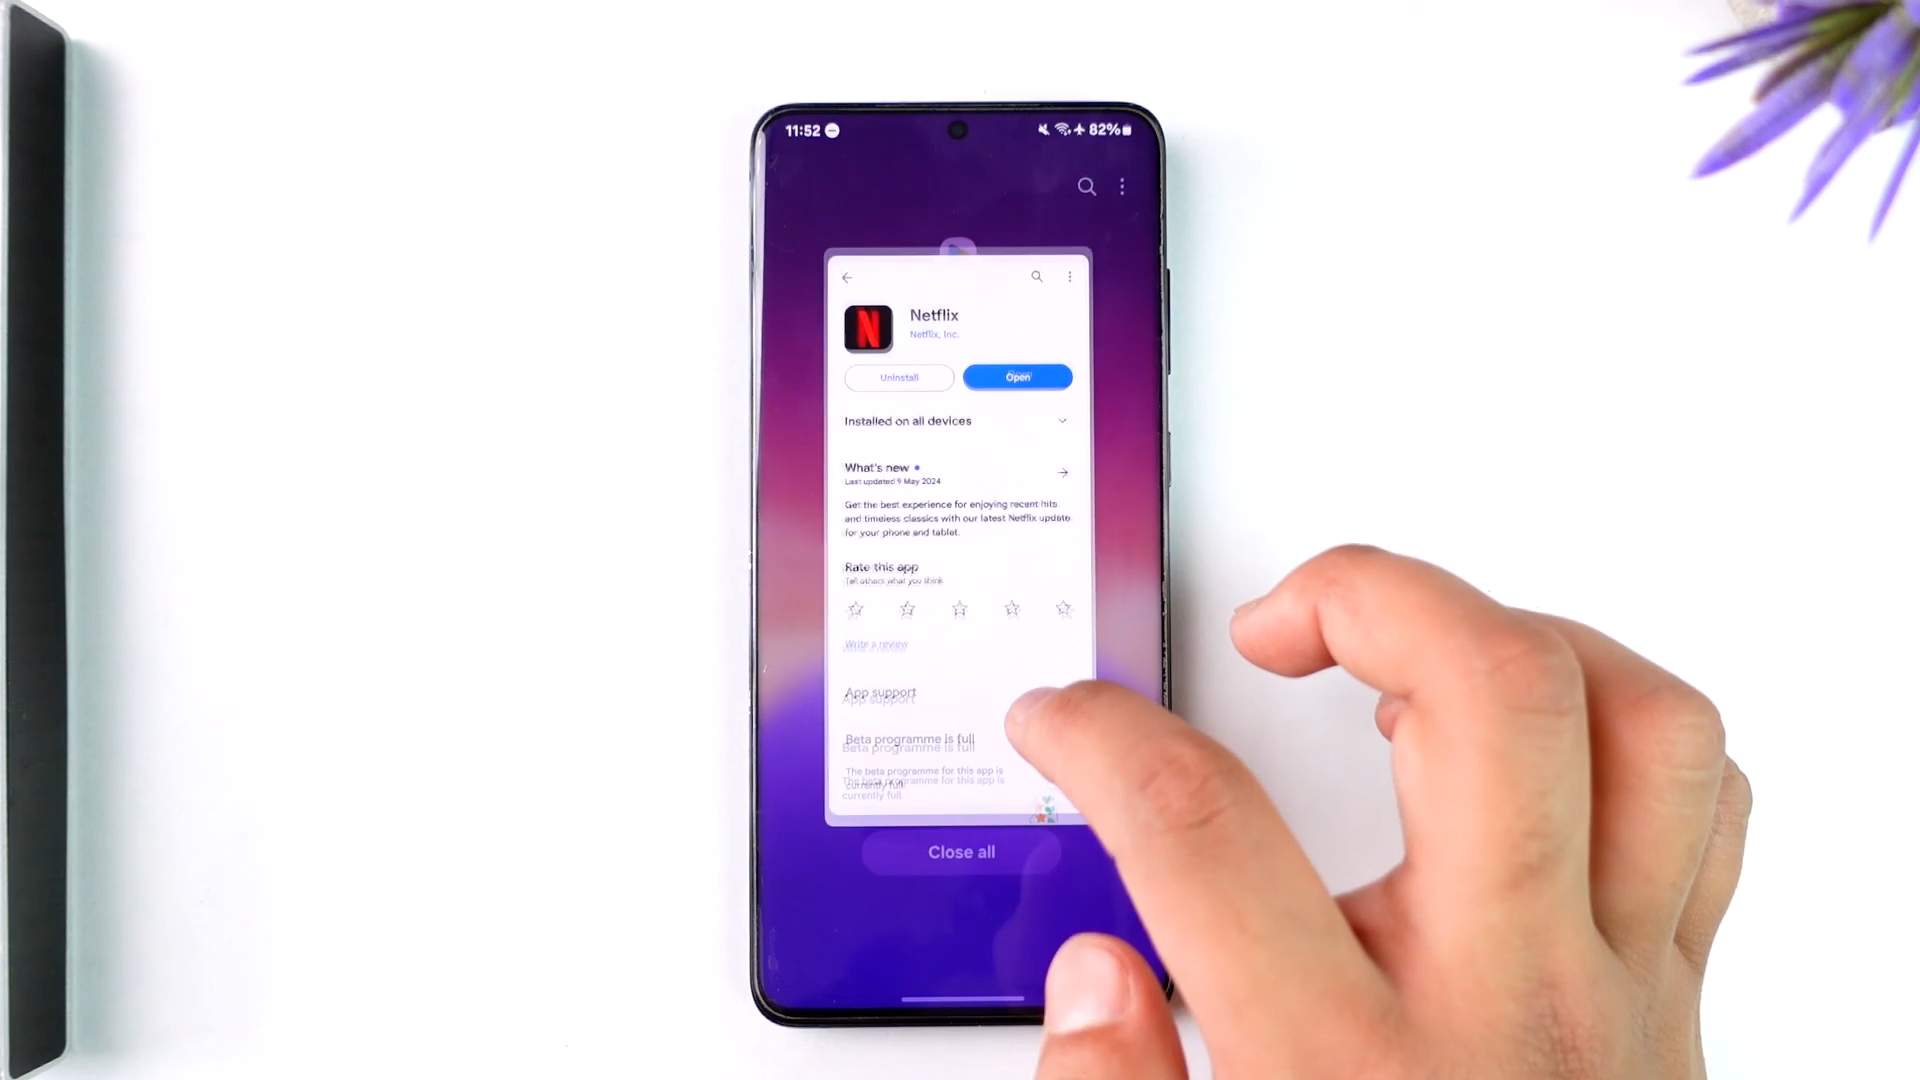 11:52
82%
N
Netflix
Netflix, Inc.
Uninstall
Open
Installed on all devices
What's new
Last updated 9 May 2024
Get the best experience for enjoying recent hits
and timeless classics with our latest Netflix update
for your phone and tablet.
Rate this app
Tell others what you think
Write a review
App support
Beta programme is full
The beta programme for this app is
currently full.
Close all